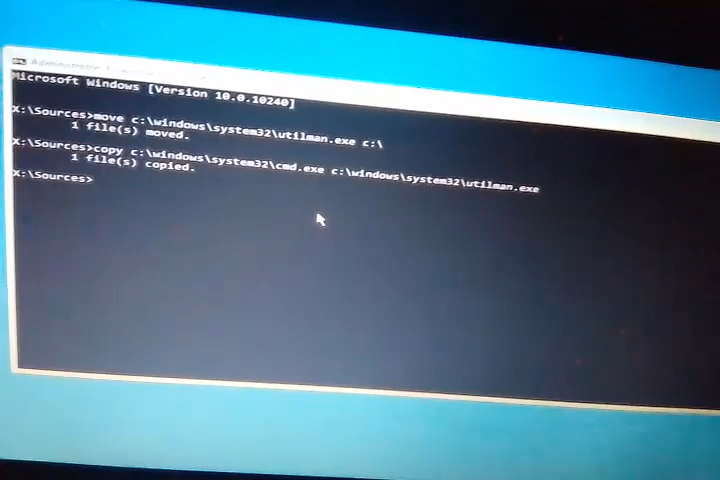 Administrator
Microsoft Windows [Version 10.0.10240]
X:\Sources>move c:\windows\system32\utilman.exe c:\
1 file(s) moved.
X:\Sources>copy c:\windows\system32\cmd.exe c:\windows\system32\utilman.exe
1 file(s) copied.
X:\Sources>